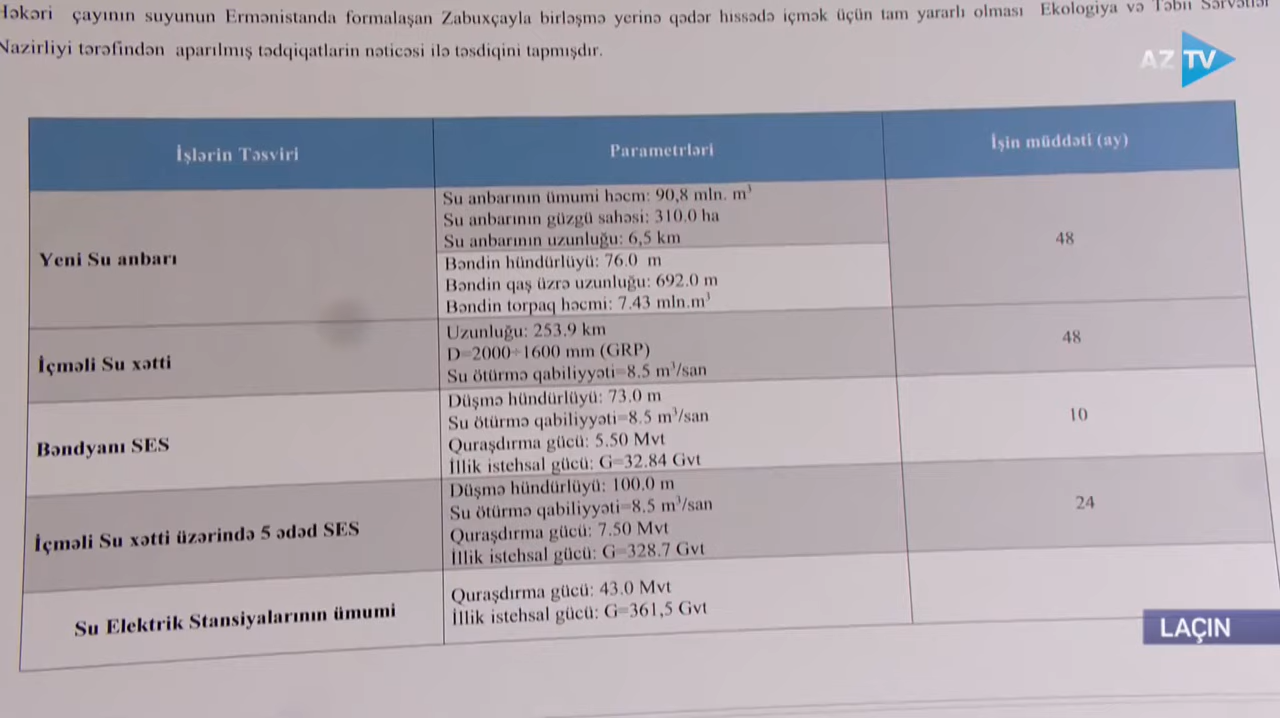 Həkəri çayının suyunun Ermənistanda formalaşan Zabuxçayla birləşmə yerinə qədər hissədə içmək üçün tam yararlı olması Ekologiya və Təbii Sərvətlər
Nazirliyi tərəfindən aparılmış tədqiqatlarin nəticəsi ilə təsdiqini tapmışdır.
AZ TV
İşlərin Təsviri
Parametrləri
İşin müddəti (ay)
Yeni Su anbarı
Su anbarının ümumi həcm: 90,8 mln. m³
Su anbarının güzgü sahəsi: 310.0 ha
Su anbarının uzunluğu: 6,5 km
Bəndin hündürlüyü: 76.0 m
Bəndin qaş üzrə uzunluğu: 692.0 m
Bəndin torpaq həcmi: 7.43 mln.m³
48
İçməli Su xətti
Uzunluğu: 253.9 km
D=2000÷1600 mm (GRP)
Su ötürmə qabiliyyəti=8.5 m³/san
48
Bəndyanı SES
Düşmə hündürlüyü: 73.0 m
Su ötürmə qabiliyyəti=8.5 m³/san
Quraşdırma gücü: 5.50 Mvt
İllik istehsal gücü: G=32.84 Gvt
10
İçməli Su xətti üzərində 5 ədəd SES
Düşmə hündürlüyü: 100.0 m
Su ötürmə qabiliyyəti=8.5 m³/san
Quraşdırma gücü: 7.50 Mvt
İllik istehsal gücü: G=328.7 Gvt
24
Su Elektrik Stansiyalarının ümumi
Quraşdırma gücü: 43.0 Mvt
İllik istehsal gücü: G=361,5 Gvt
LAÇIN